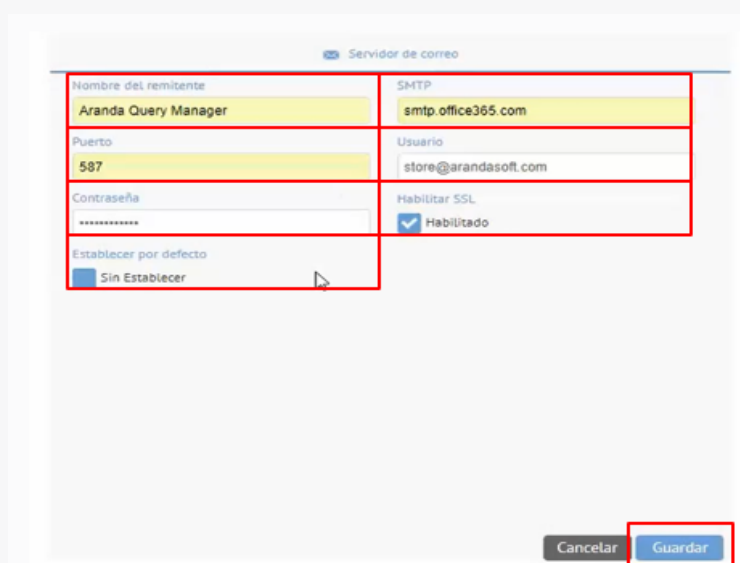 Servidor de correo
Nombre del remitente
SMTP
Aranda Query Manager
smtp.office365.com
Puerto
Usuario
587
store@arandasoft.com
Contraseña
Habilitar SSL
••••••••••••
Habilitado
Establecer por defecto
Sin Establecer
Cancelar
Guardar